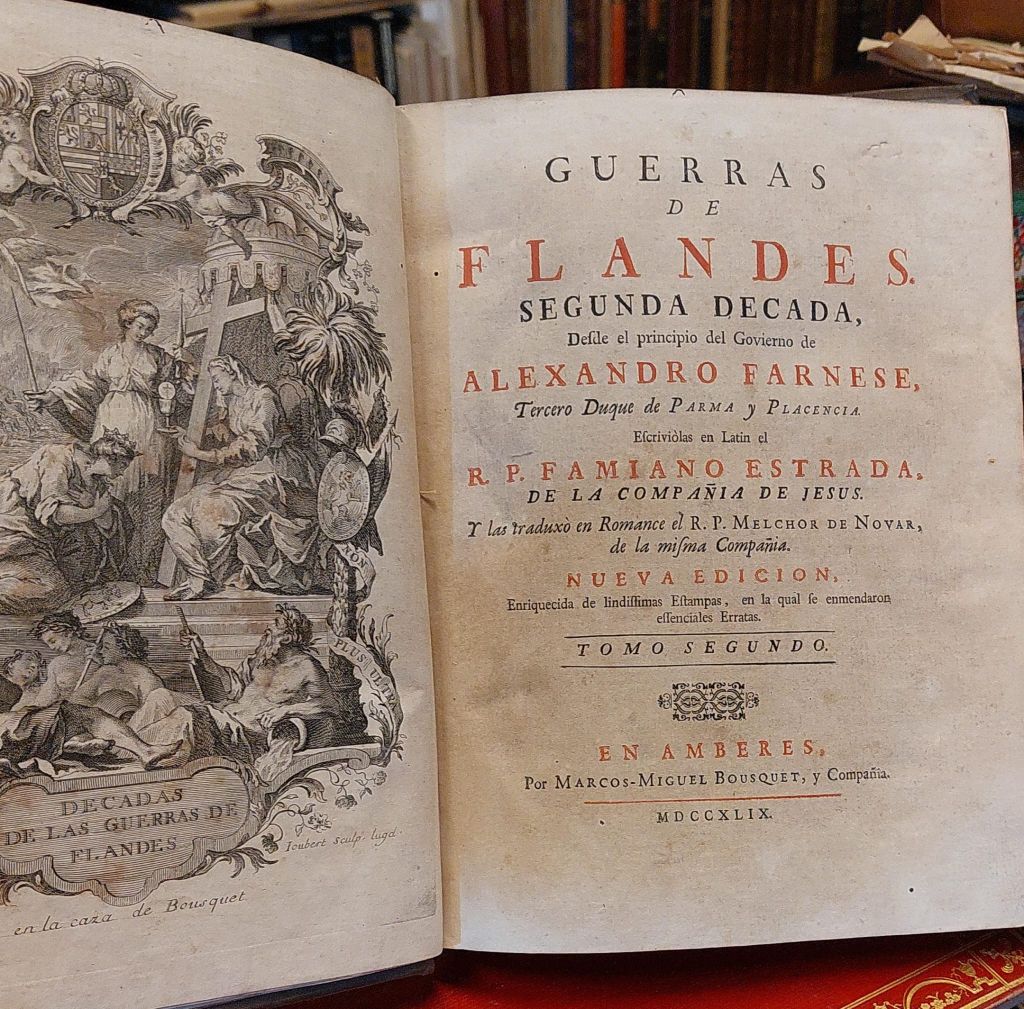 NON
PLUS ULTRA
DECADAS
DE LAS GUERRAS DE
FLANDES
Joubert Sculp. lugd.
en la caza de Bousquet
GUERRAS
DE
FLANDES.
SEGUNDA DECADA,
Deſde el principio del Govierno de
ALEXANDRO FARNESE,
Tercero Duque de PARMA y PLACENCIA.
Eſcriviòlas en Latin el
R. P. FAMIANO ESTRADA,
DE LA COMPAÑIA DE JESUS.
Y las traduxò en Romance el R. P. MELCHOR DE NOVAR,
de la miſma Compañia.
NUEVA EDICION,
Enriquecida de lindiſſimas Eſtampas, en la qual ſe enmendaron
eſſenciales Erratas.
TOMO SEGUNDO.
EN AMBERES,
Por MARCOS-MIGUEL BOUSQUET, y Compañia.
MDCCXLIX.